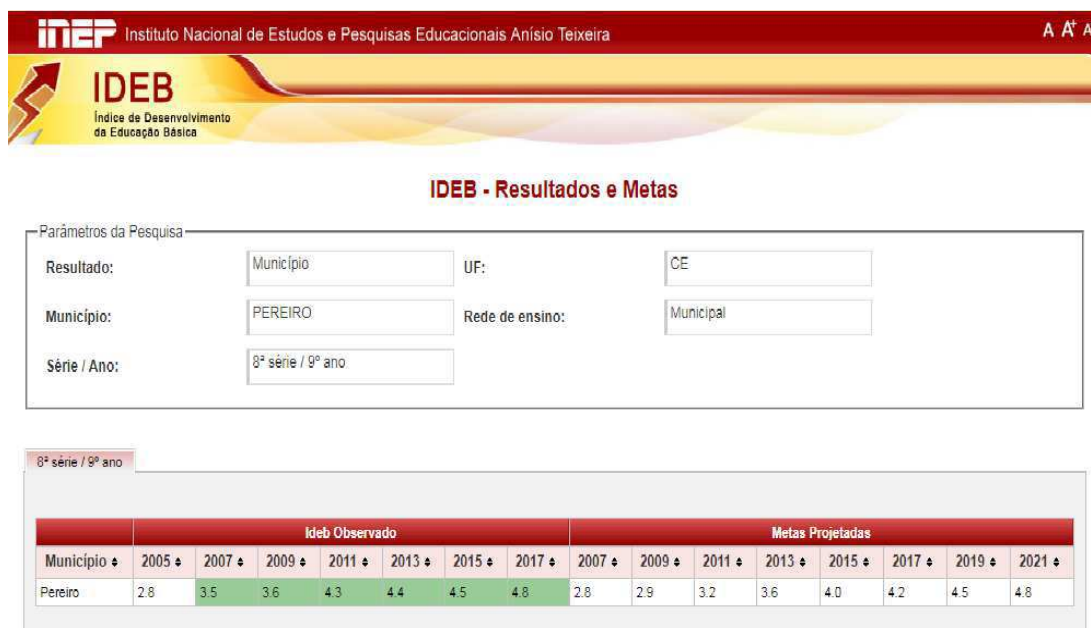 inep Instituto Nacional de Estudos e Pesquisas Educacionais Anísio Teixeira A A+ A
IDEB
Índice de Desenvolvimento
da Educação Básica
IDEB - Resultados e Metas
Parâmetros da Pesquisa
Resultado: Município UF: CE
Município: PEREIRO Rede de ensino: Municipal
Série / Ano: 8ª série / 9º ano
8ª série / 9º ano
Ideb Observado Metas Projetadas
Município 2005 2007 2009 2011 2013 2015 2017 2007 2009 2011 2013 2015 2017 2019 2021
Pereiro 2.8 3.5 3.6 4.3 4.4 4.5 4.8 2.8 2.9 3.2 3.6 4.0 4.2 4.5 4.8